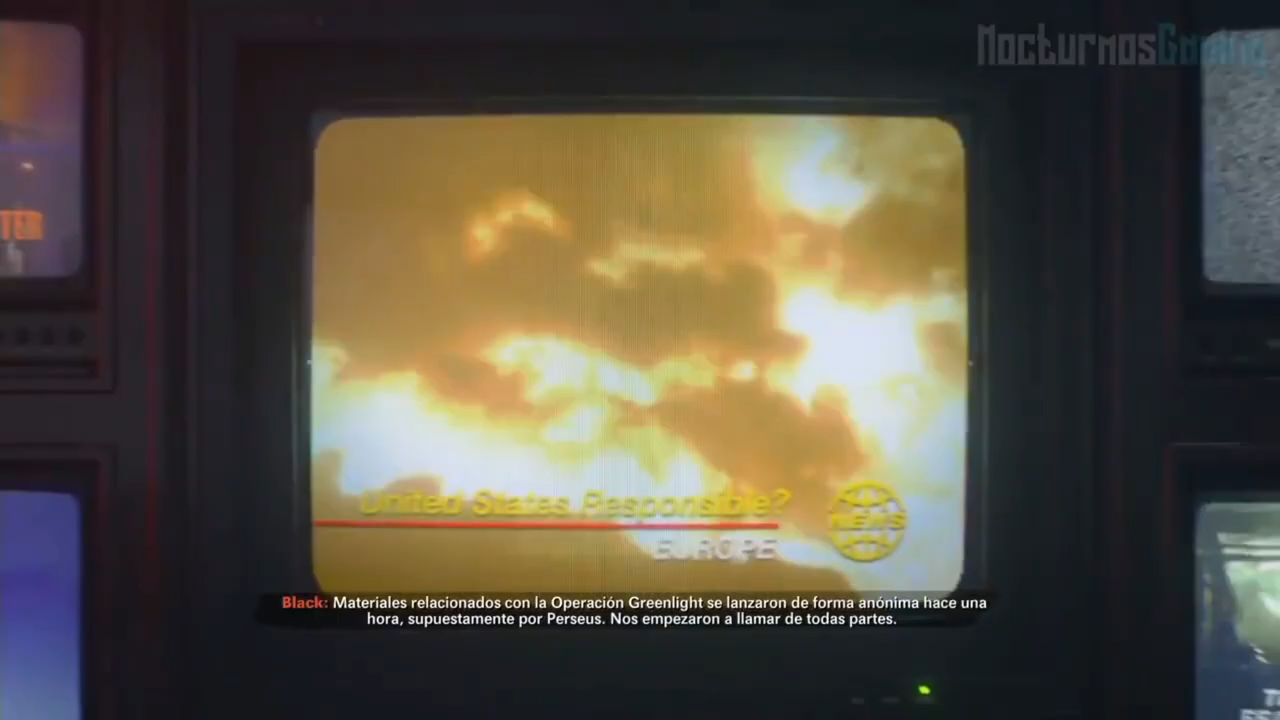 NocturnosGaming
TER
United States Responsible?
NEWS
EUROPE
Black: Materiales relacionados con la Operación Greenlight se lanzaron de forma anónima hace una
hora, supuestamente por Perseus. Nos empezaron a llamar de todas partes.